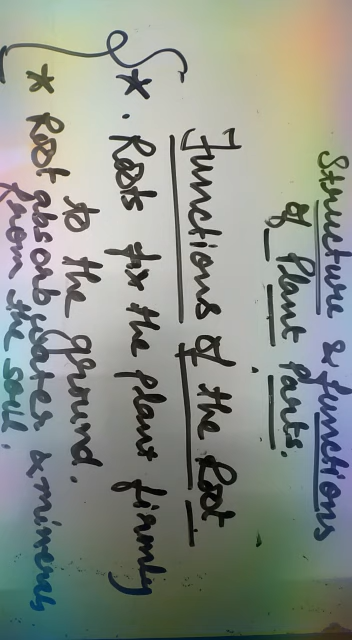 Structure & functions
of Plant Parts.
Functions of the Root
* . Roots fix the plant firmly
to the ground.
* Root absorb water & minerals
from the soil.